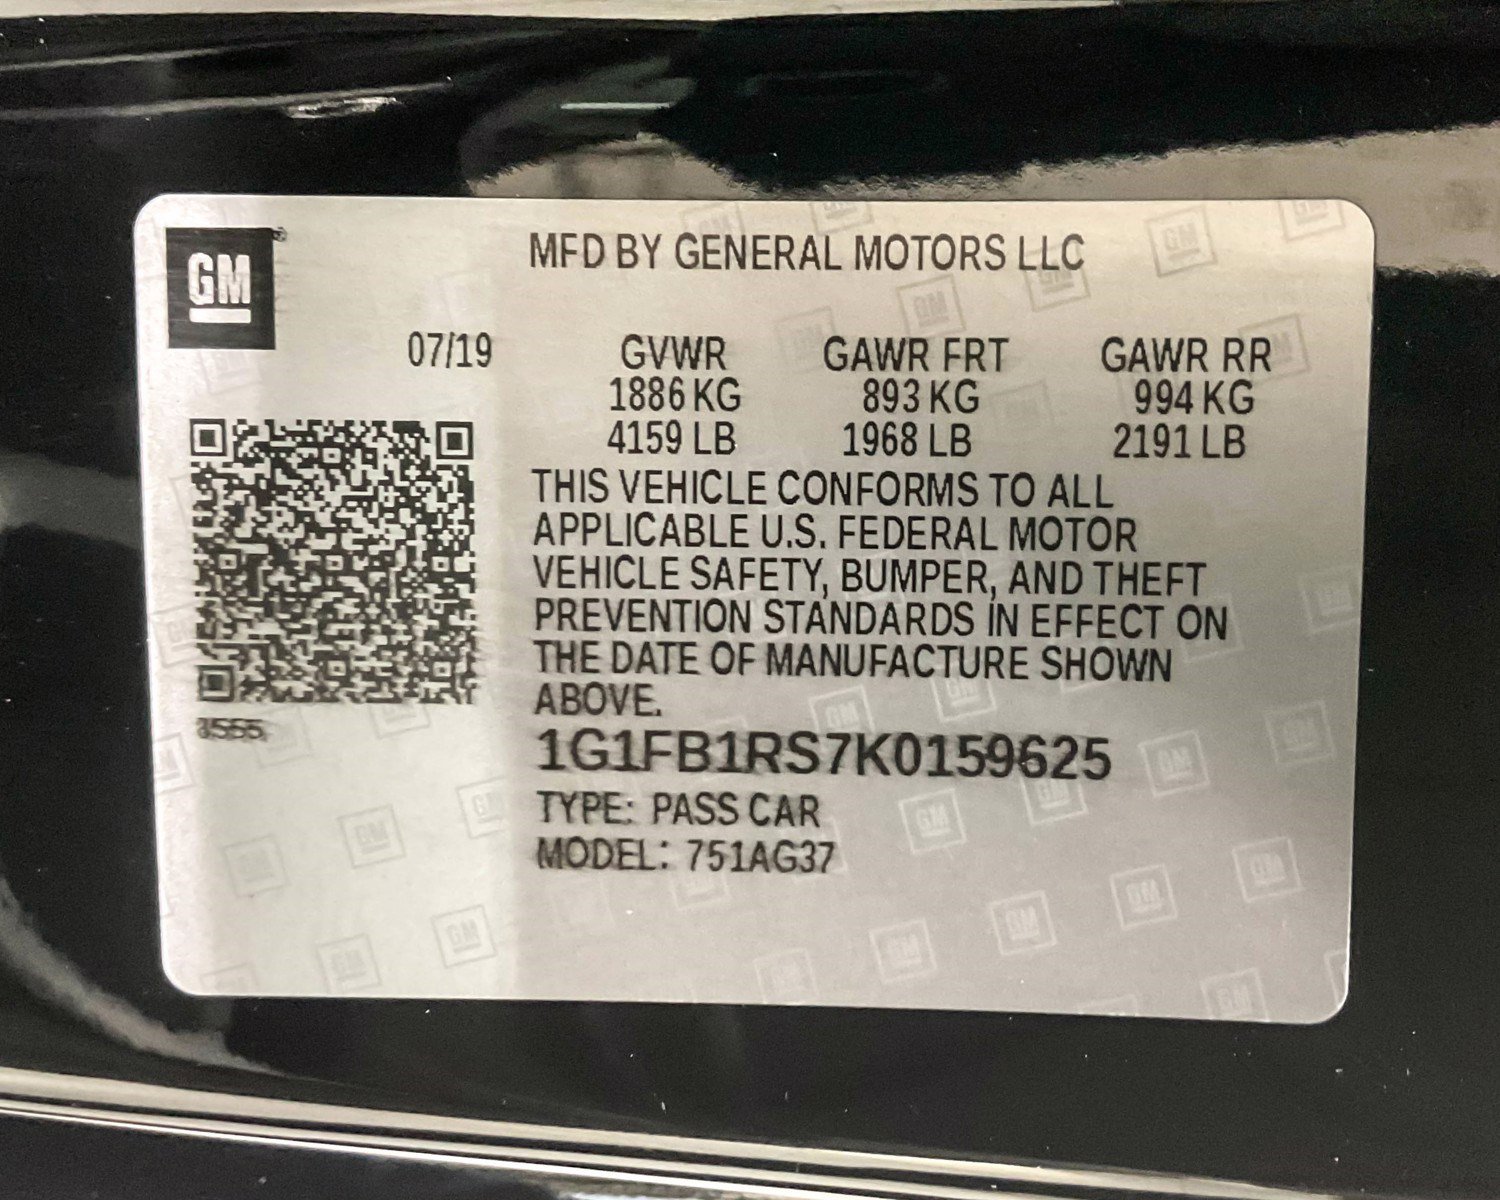 GM
MFD BY GENERAL MOTORS LLC
07/19 GVWR GAWR FRT GAWR RR
1886 KG 893 KG 994 KG
4159 LB 1968 LB 2191 LB
THIS VEHICLE CONFORMS TO ALL
APPLICABLE U.S. FEDERAL MOTOR
VEHICLE SAFETY, BUMPER, AND THEFT
PREVENTION STANDARDS IN EFFECT ON
THE DATE OF MANUFACTURE SHOWN
ABOVE.
1G1FB1RS7K0159625
TYPE: PASS CAR
MODEL: 751AG37